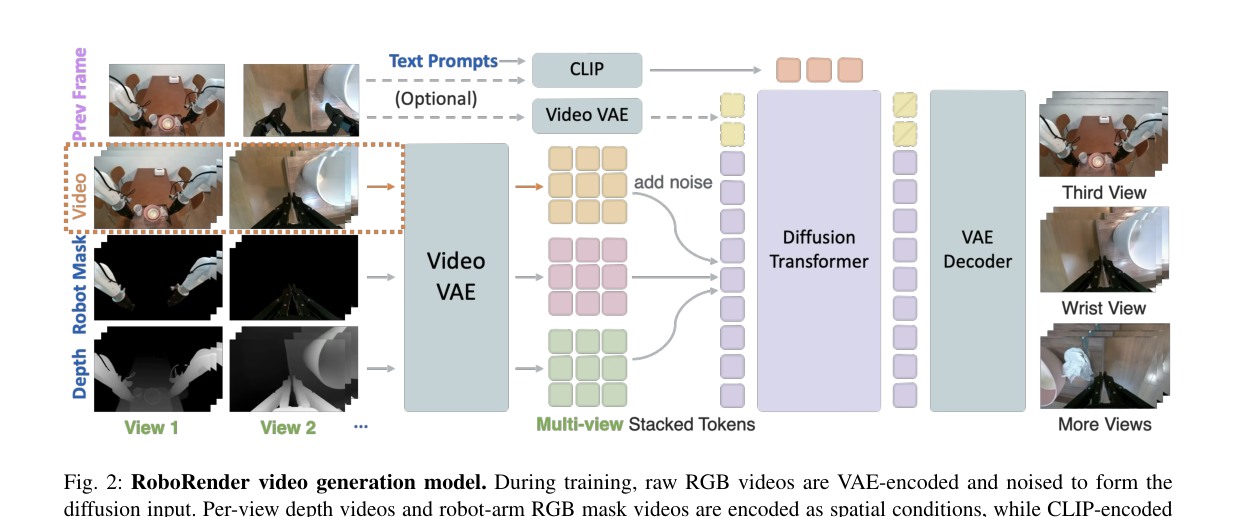 Prev Frame
Text Prompts
(Optional)
CLIP
Video VAE
Video
Robot Mask
Depth
Video
VAE
add noise
Diffusion
Transformer
VAE
Decoder
Third View
Wrist View
More Views
View 1
View 2
...
Multi-view Stacked Tokens
Fig. 2: RoboRender video generation model. During training, raw RGB videos are VAE-encoded and noised to form the
diffusion input. Per-view depth videos and robot-arm RGB mask videos are encoded as spatial conditions, while CLIP-encoded